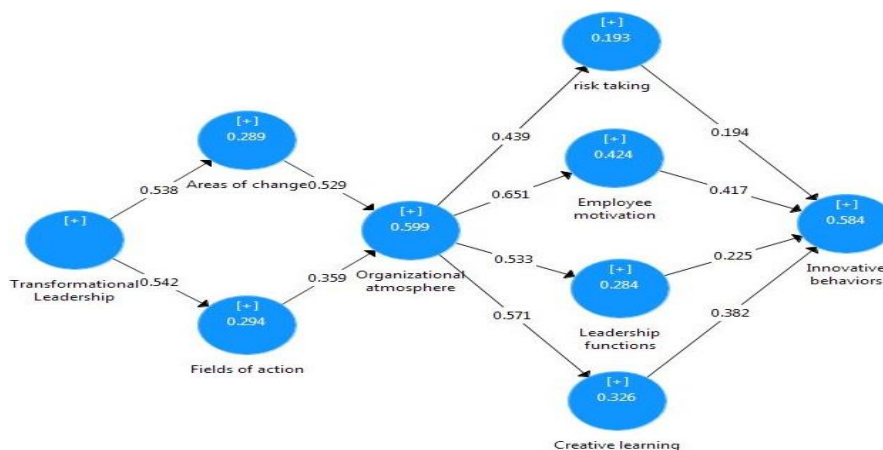 [+]
0.193
risk taking
[+]
0.289
Areas of change
0.439
0.194
0.538
0.529
[+]
0.424
Employee
motivation
0.651
0.417
[+]
Transformational
Leadership
[+]
0.599
Organizational
atmosphere
[+]
0.584
Innovative
behaviors
0.542
0.359
0.533
0.225
[+]
0.284
Leadership
functions
[+]
0.294
Fields of action
0.571
0.382
[+]
0.326
Creative learning